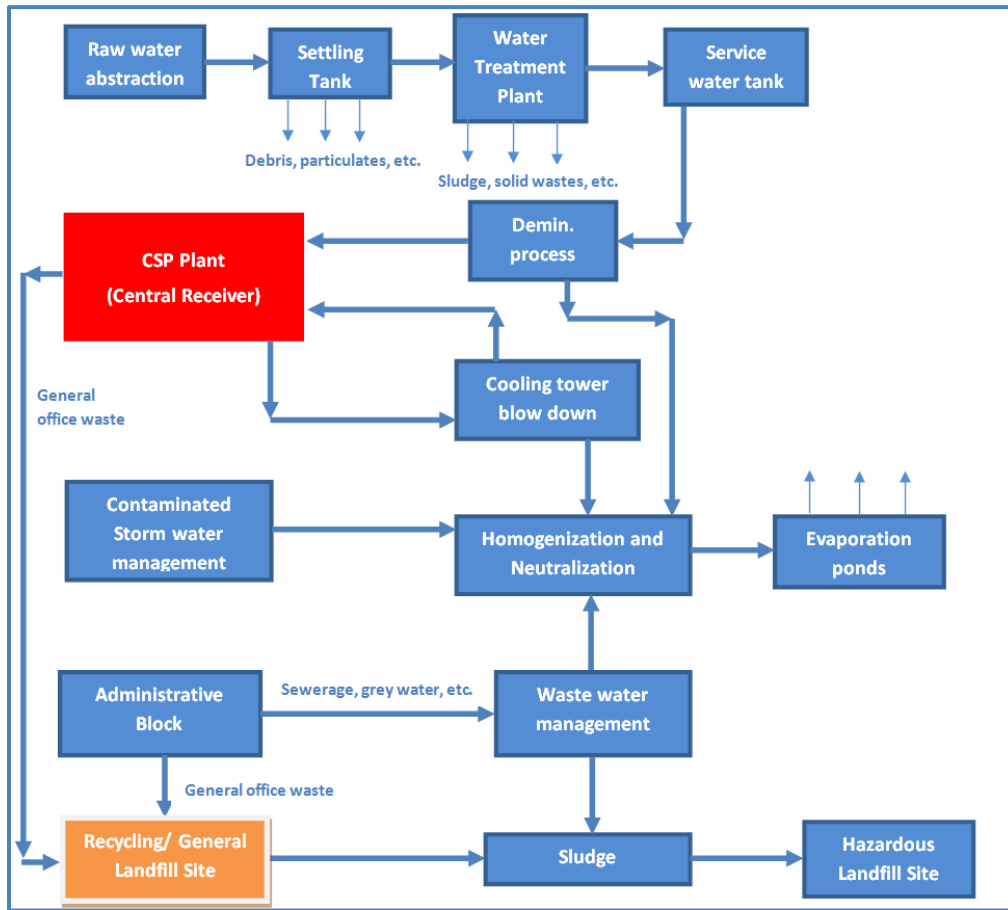 Raw water
abstraction
Settling
Tank
Water
Treatment
Plant
Service
water tank
Debris, particulates, etc.
Sludge, solid wastes, etc.
CSP Plant
(Central Receiver)
Demin.
process
General
office waste
Cooling tower
blow down
Contaminated
Storm water
management
Homogenization and
Neutralization
Evaporation
ponds
Administrative
Block
Sewerage, grey water, etc.
Waste water
management
General office waste
Recycling/ General
Landfill Site
Sludge
Hazardous
Landfill Site